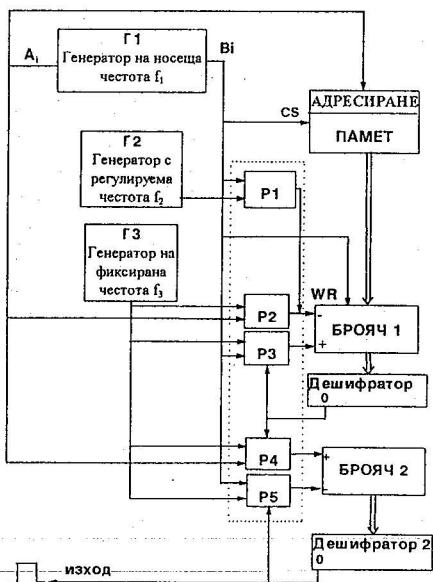 Г1
Генератор на носеща
честота f₁
Ai
Bi
АДРЕСИРАНЕ
ПАМЕТ
CS
Г2
Генератор с
регулируема
честота f₂
P1
Г3
Генератор на
фиксирана
честота f₃
WR
P2
-
БРОЯЧ 1
+
P3
Дешифратор
0
P4
+
БРОЯЧ 2
-
P5
Дешифратор 2
0
ИЗХОД